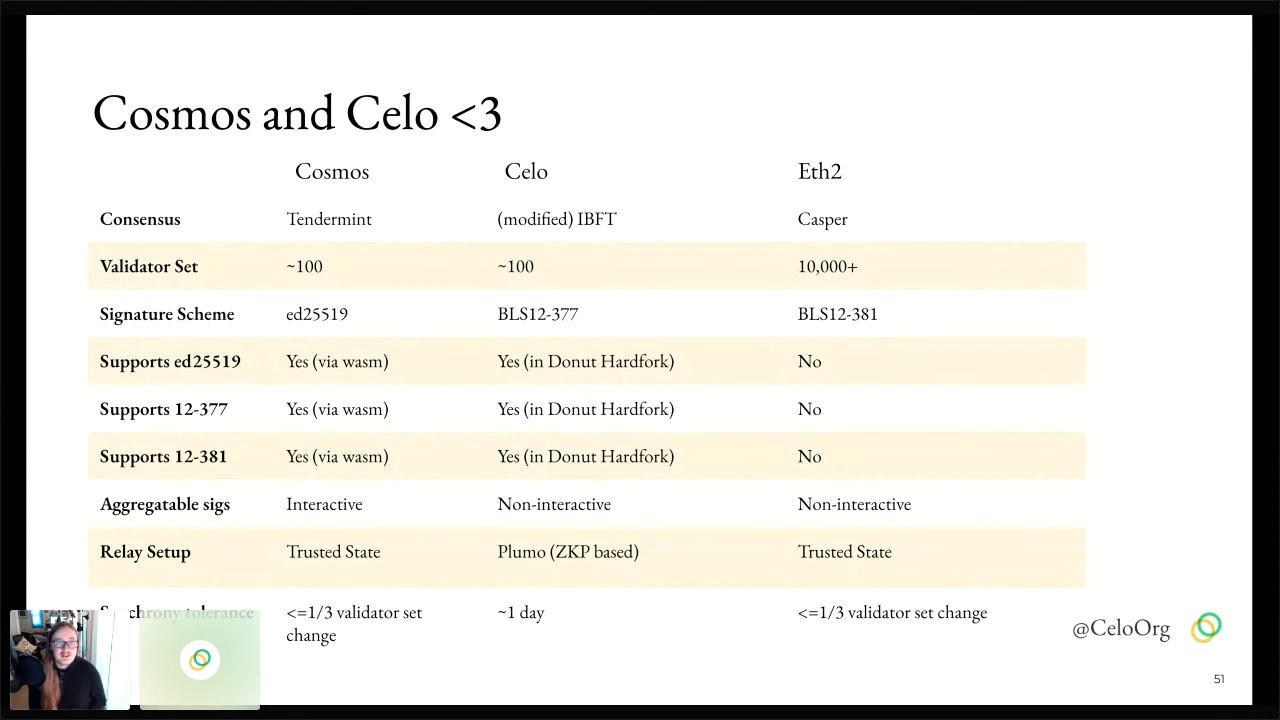 Cosmos and Celo <3
Cosmos Celo Eth2
Consensus Tendermint (modified) IBFT Casper
Validator Set ~100 ~100 10,000+
Signature Scheme ed25519 BLS12-377 BLS12-381
Supports ed25519 Yes (via wasm) Yes (in Donut Hardfork) No
Supports 12-377 Yes (via wasm) Yes (in Donut Hardfork) No
Supports 12-381 Yes (via wasm) Yes (in Donut Hardfork) No
Aggregatable sigs Interactive Non-interactive Non-interactive
Relay Setup Trusted State Plumo (ZKP based) Trusted State
Synchrony tolerance <=1/3 validator set ~1 day <=1/3 validator set change
change
@CeloOrg
51